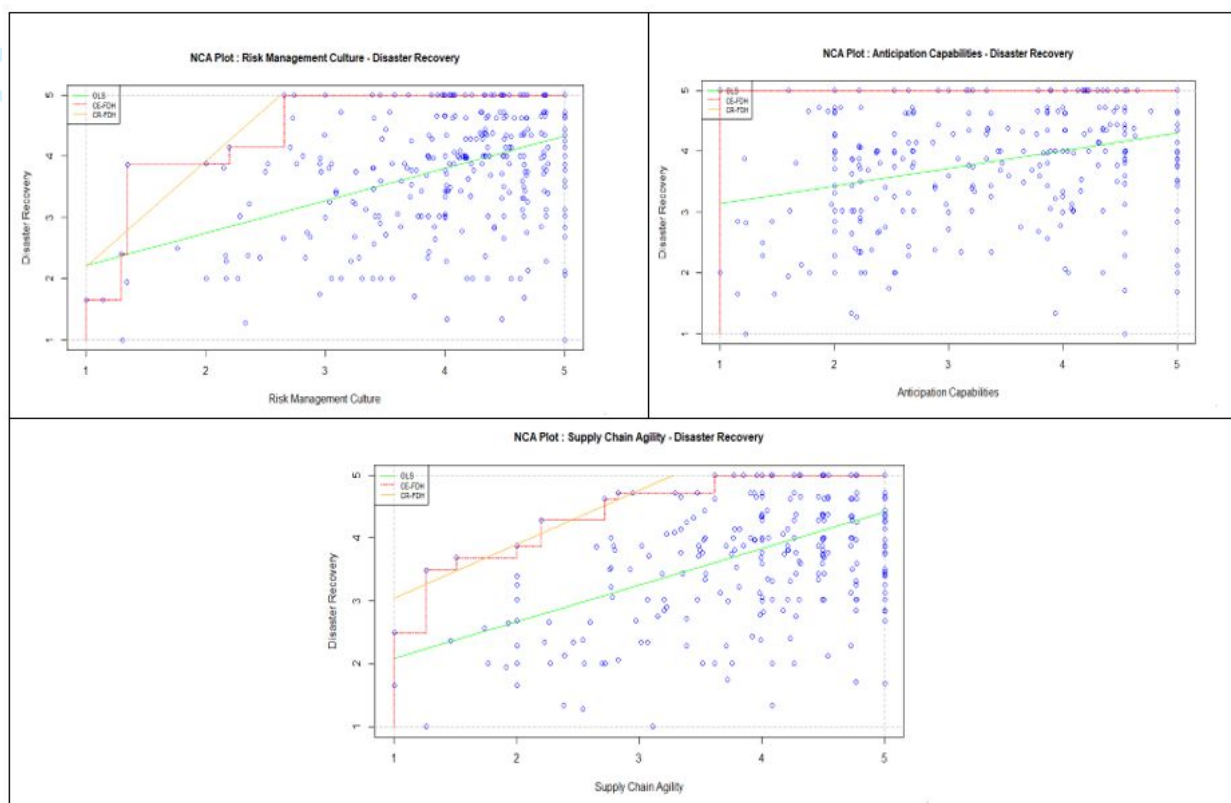 NCA Plot : Risk Management Culture - Disaster Recovery
OLS
CE-FDH
CR-FDH
5
4
3
2
1
Disaster Recovery
1 2 3 4 5
Risk Management Culture
NCA Plot : Anticipation Capabilities - Disaster Recovery
OLS
CE-FDH
CR-FDH
5
4
3
2
1
Disaster Recovery
1 2 3 4 5
Anticipation Capabilities
NCA Plot : Supply Chain Agility - Disaster Recovery
OLS
CE-FDH
CR-FDH
5
4
3
2
1
Disaster Recovery
1 2 3 4 5
Supply Chain Agility